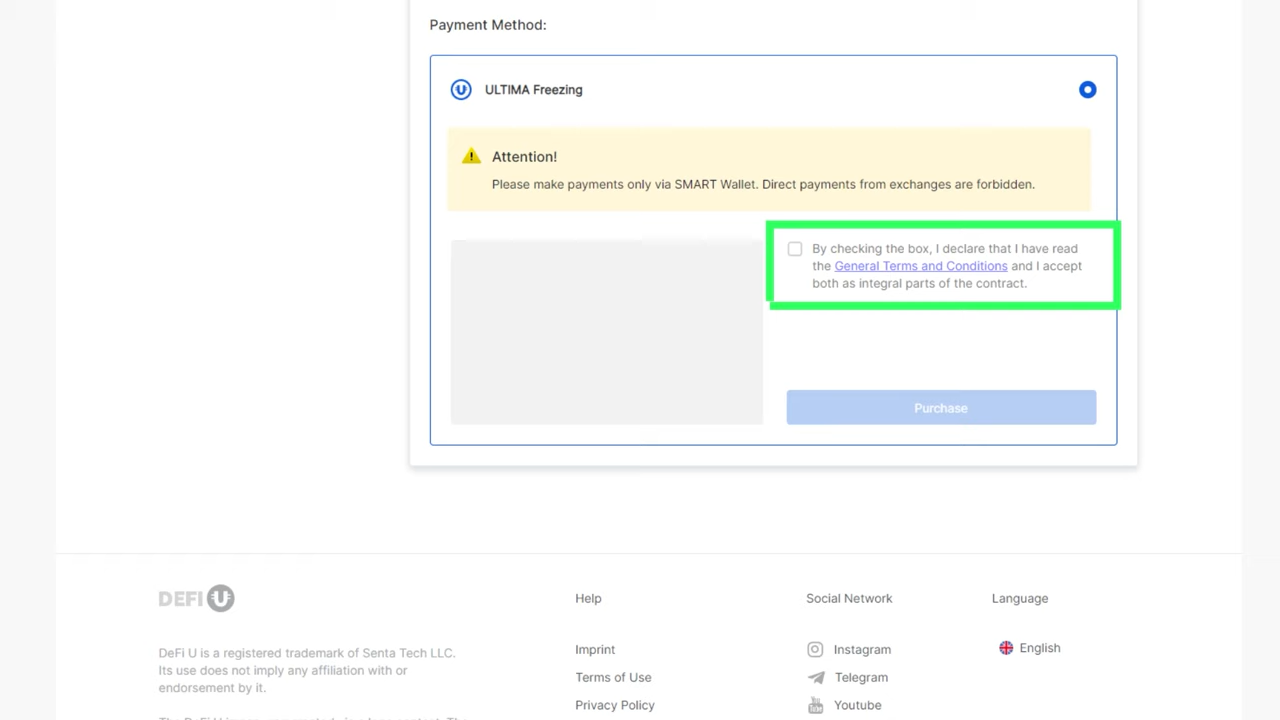 Payment Method:
ULTIMA Freezing
Attention!
Please make payments only via SMART Wallet. Direct payments from exchanges are forbidden.
By checking the box, I declare that I have read
the General Terms and Conditions and I accept
both as integral parts of the contract.
Purchase
DEFI U
Help
Social Network
Language
DeFi U is a registered trademark of Senta Tech LLC.
Its use does not imply any affiliation with or
endorsement by it.
Imprint
Terms of Use
Privacy Policy
Instagram
Telegram
Youtube
English